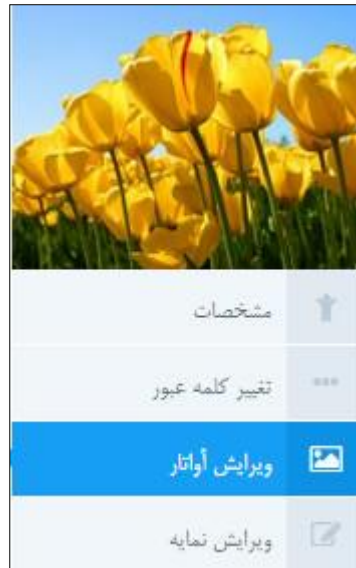 مشخصات
تغییر کلمه عبور
ویرایش آواتار
ویرایش نمایه